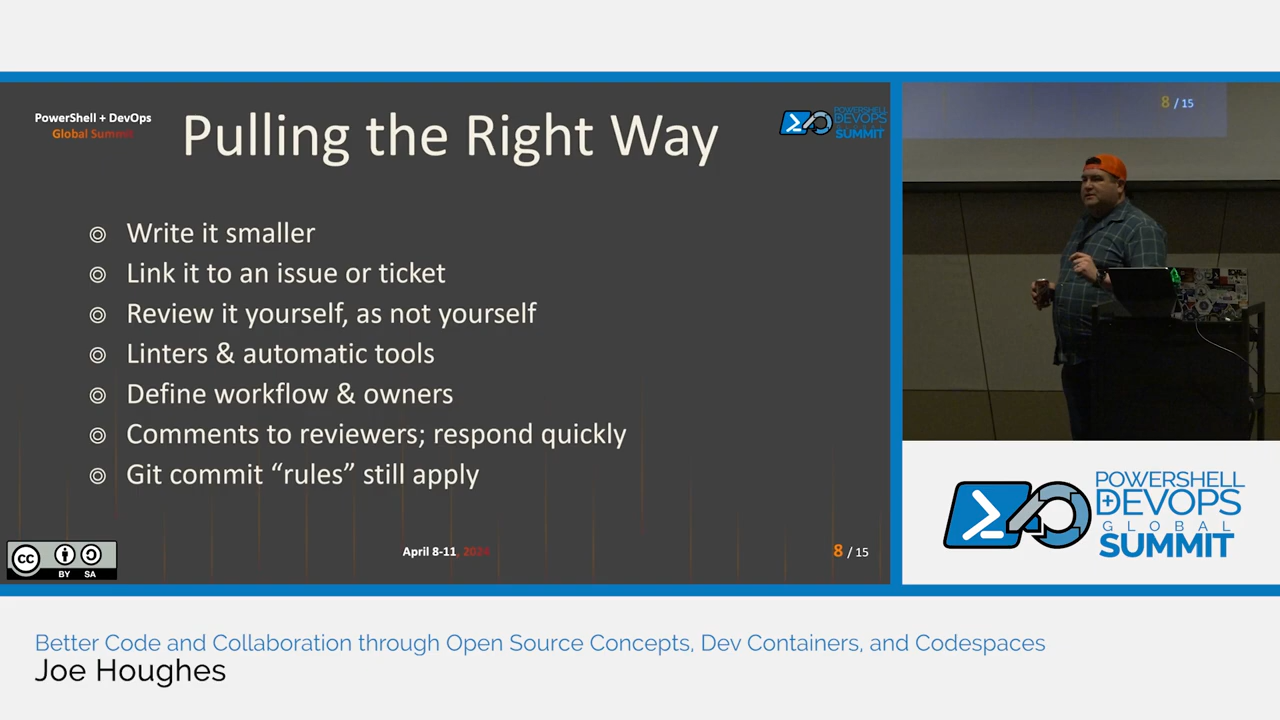 PowerShell + DevOps
Global Summit
Pulling the Right Way
POWERSHELL
DEVOPS
SUMMIT
Write it smaller
Link it to an issue or ticket
Review it yourself, as not yourself
Linters & automatic tools
Define workflow & owners
Comments to reviewers; respond quickly
Git commit “rules” still apply
CC BY SA
April 8-11, 2024
8 / 15
8 / 15
POWERSHELL
+DEVOPS
GLOBAL
SUMMIT
Better Code and Collaboration through Open Source Concepts, Dev Containers, and Codespaces
Joe Houghes